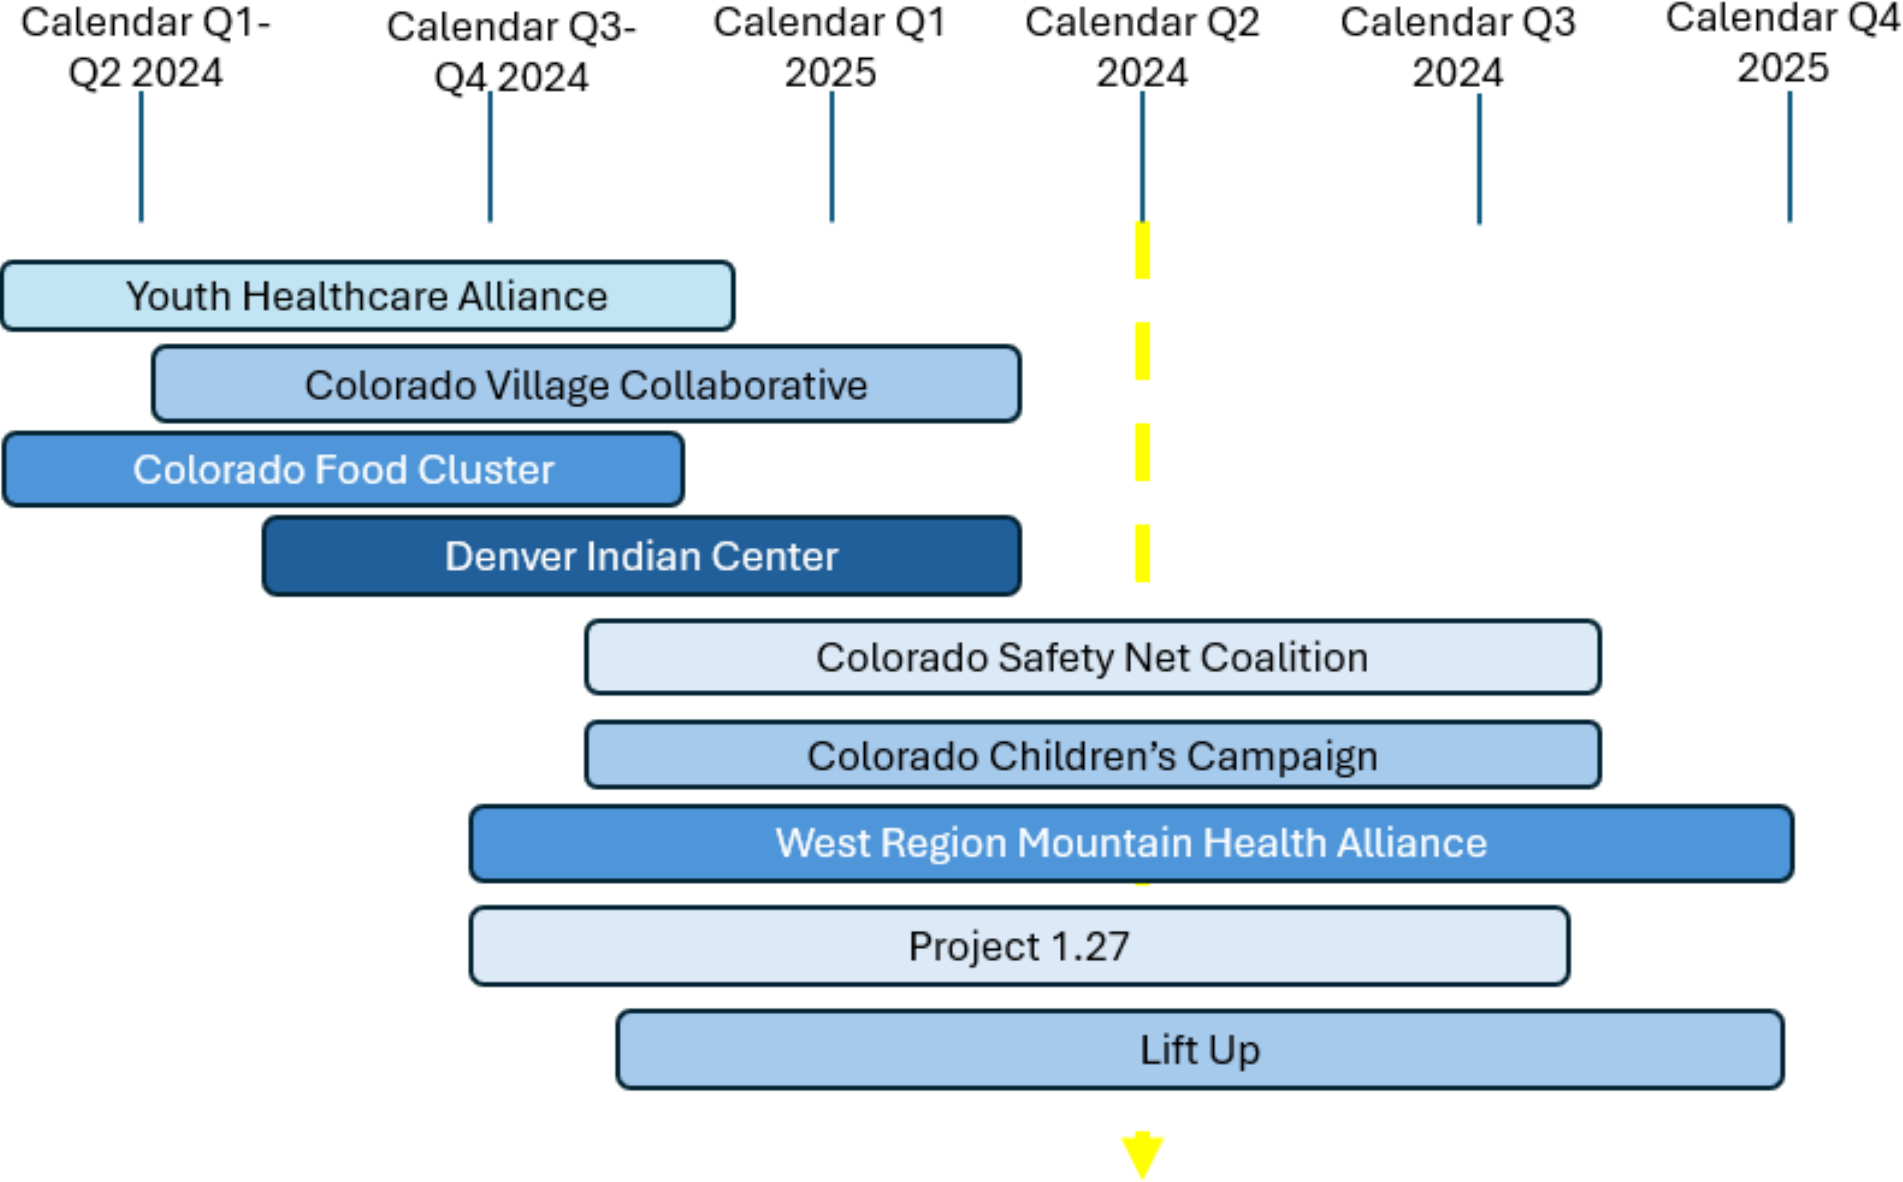 Calendar Q1-
Q2 2024
Calendar Q3-
Q4 2024
Calendar Q1
2025
Calendar Q2
2024
Calendar Q3
2024
Calendar Q4
2025
Youth Healthcare Alliance
Colorado Village Collaborative
Colorado Food Cluster
Denver Indian Center
Colorado Safety Net Coalition
Colorado Children’s Campaign
West Region Mountain Health Alliance
Project 1.27
Lift Up